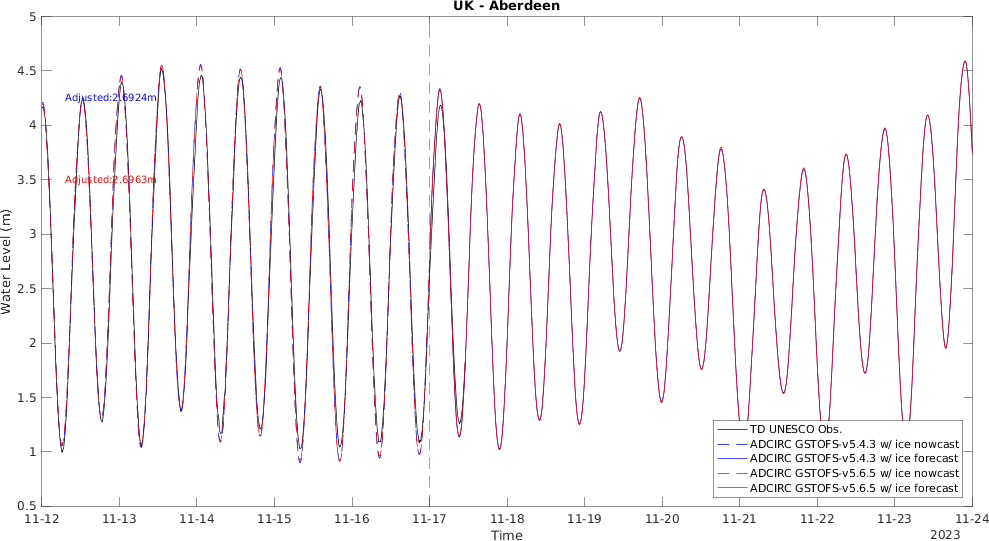 UK - Aberdeen
5
4.5
4
3.5
3
2.5
2
1.5
1
0.5
Water Level (m)
Adjusted:2.6924m
Adjusted:2.6963m
TD UNESCO Obs.
ADCIRC GSTOFS-v5.4.3 w/ ice nowcast
ADCIRC GSTOFS-v5.4.3 w/ ice forecast
ADCIRC GSTOFS-v5.6.5 w/ ice nowcast
ADCIRC GSTOFS-v5.6.5 w/ ice forecast
11-12 11-13 11-14 11-15 11-16 11-17 11-18 11-19 11-20 11-21 11-22 11-23 11-24
Time
2023